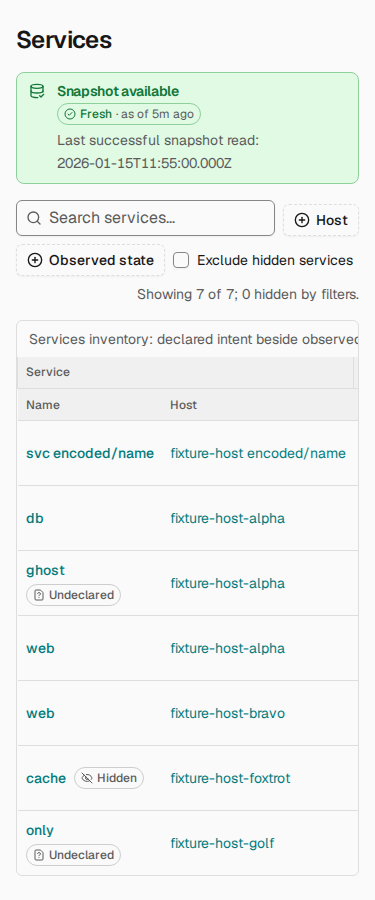 Services
Snapshot available
Fresh · as of 5m ago
Last successful snapshot read:
2026-01-15T11:55:00.000Z
Search services...
Host
Observed state
Exclude hidden services
Showing 7 of 7; 0 hidden by filters.
Services inventory: declared intent beside observed
Service
Name Host
svc encoded/name fixture-host encoded/name
db fixture-host-alpha
ghost
Undeclared
fixture-host-alpha
web fixture-host-alpha
web fixture-host-bravo
cache Hidden fixture-host-foxtrot
only
Undeclared
fixture-host-golf